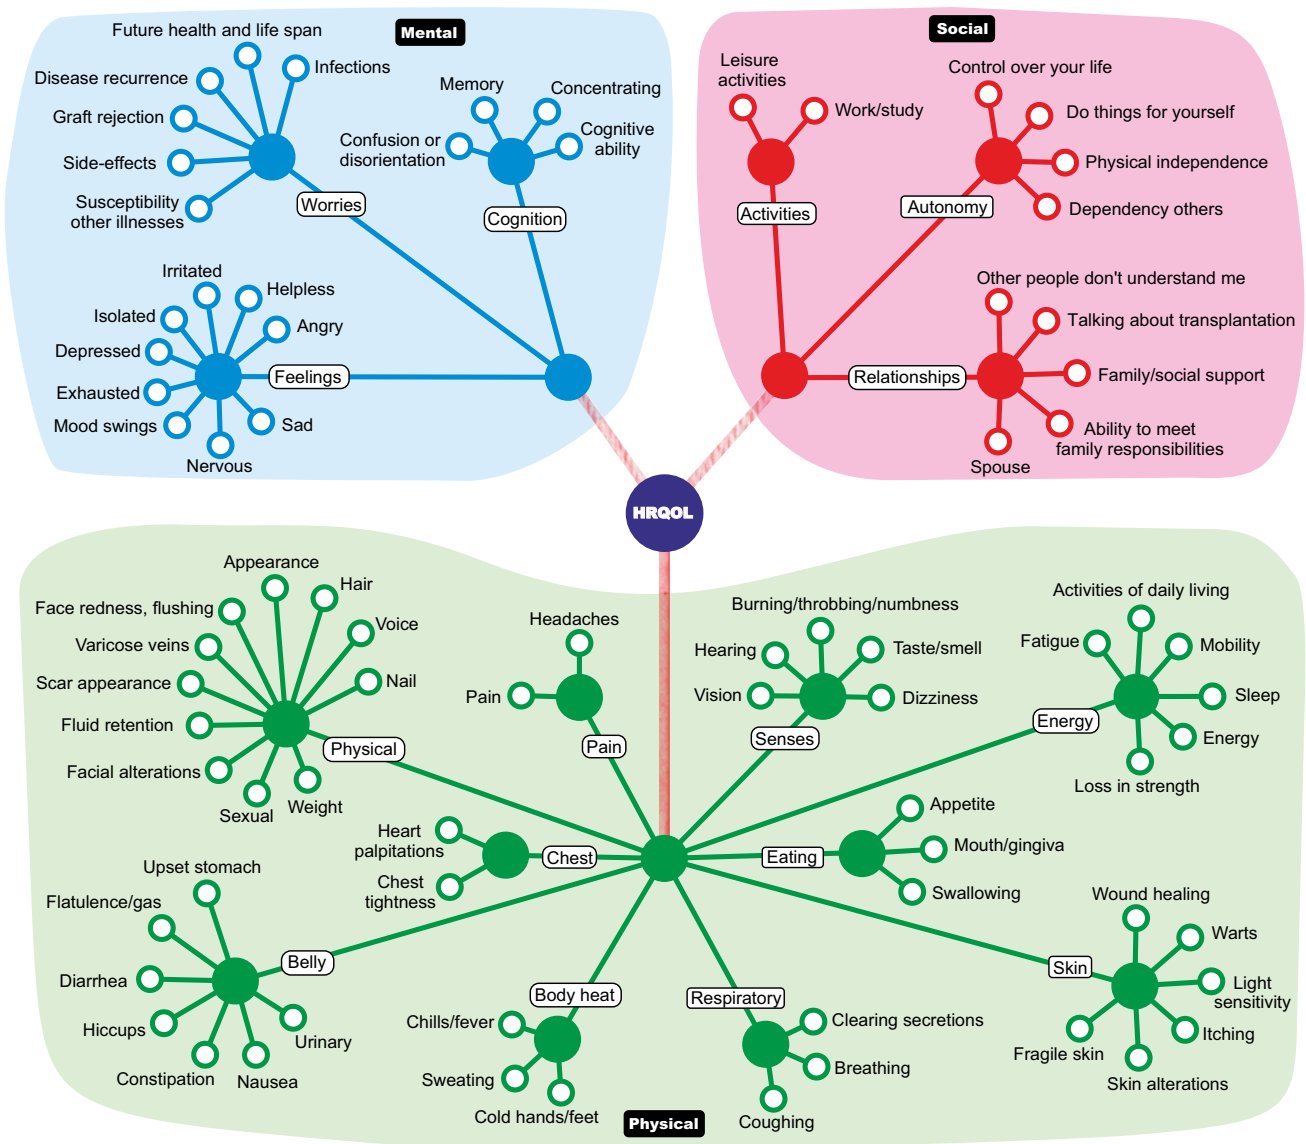 Mental
Future health and life span
Infections
Disease recurrence
Graft rejection
Side-effects
Susceptibility
other illnesses
Worries
Memory
Concentrating
Confusion or
disorientation
Cognitive
ability
Cognition
Irritated
Helpless
Isolated
Angry
Depressed
Exhausted
Mood swings
Sad
Nervous
Feelings
Social
Leisure
activities
Work/study
Activities
Control over your life
Do things for yourself
Physical independence
Dependency others
Autonomy
Other people don't understand me
Talking about transplantation
Family/social support
Ability to meet
family responsibilities
Spouse
Relationships
HRQOL
Appearance
Hair
Face redness, flushing
Voice
Varicose veins
Nail
Scar appearance
Fluid retention
Facial alterations
Sexual
Weight
Physical
Headaches
Pain
Pain
Burning/throbbing/numbness
Hearing
Taste/smell
Vision
Dizziness
Senses
Activities of daily living
Fatigue
Mobility
Sleep
Energy
Energy
Loss in strength
Heart
palpitations
Chest
tightness
Chest
Eating
Appetite
Mouth/gingiva
Swallowing
Upset stomach
Flatulence/gas
Diarrhea
Hiccups
Constipation
Nausea
Urinary
Belly
Body heat
Chills/fever
Sweating
Cold hands/feet
Respiratory
Clearing secretions
Breathing
Coughing
Skin
Wound healing
Warts
Light
sensitivity
Itching
Fragile skin
Skin alterations
Physical